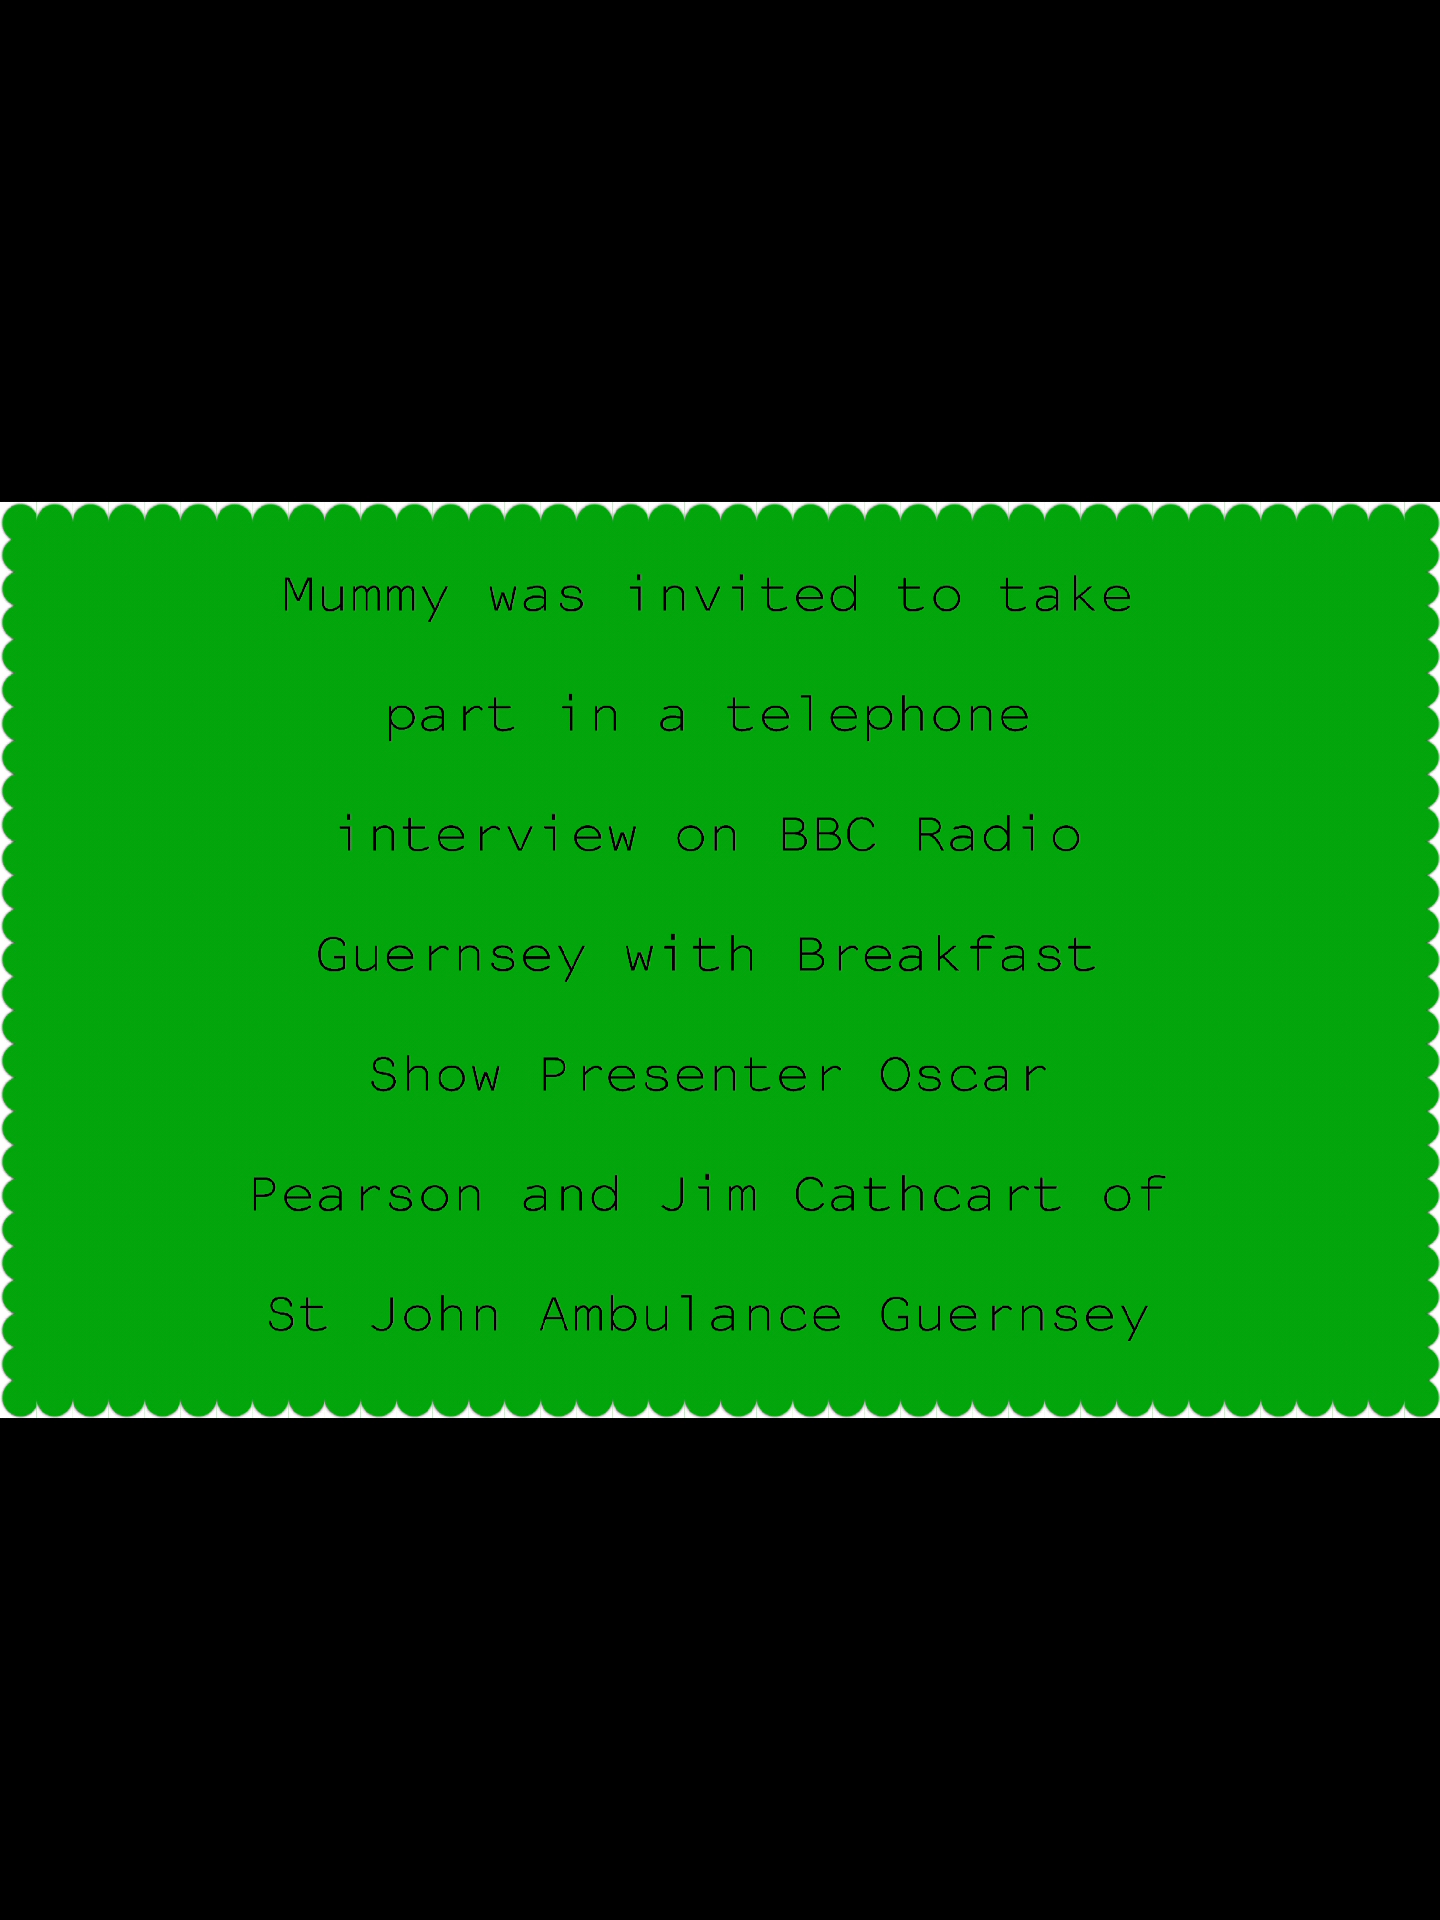 Mummy was invited to take
part in a telephone
interview on BBC Radio
Guernsey with Breakfast
Show Presenter Oscar
Pearson and Jim Cathcart of
St John Ambulance Guernsey